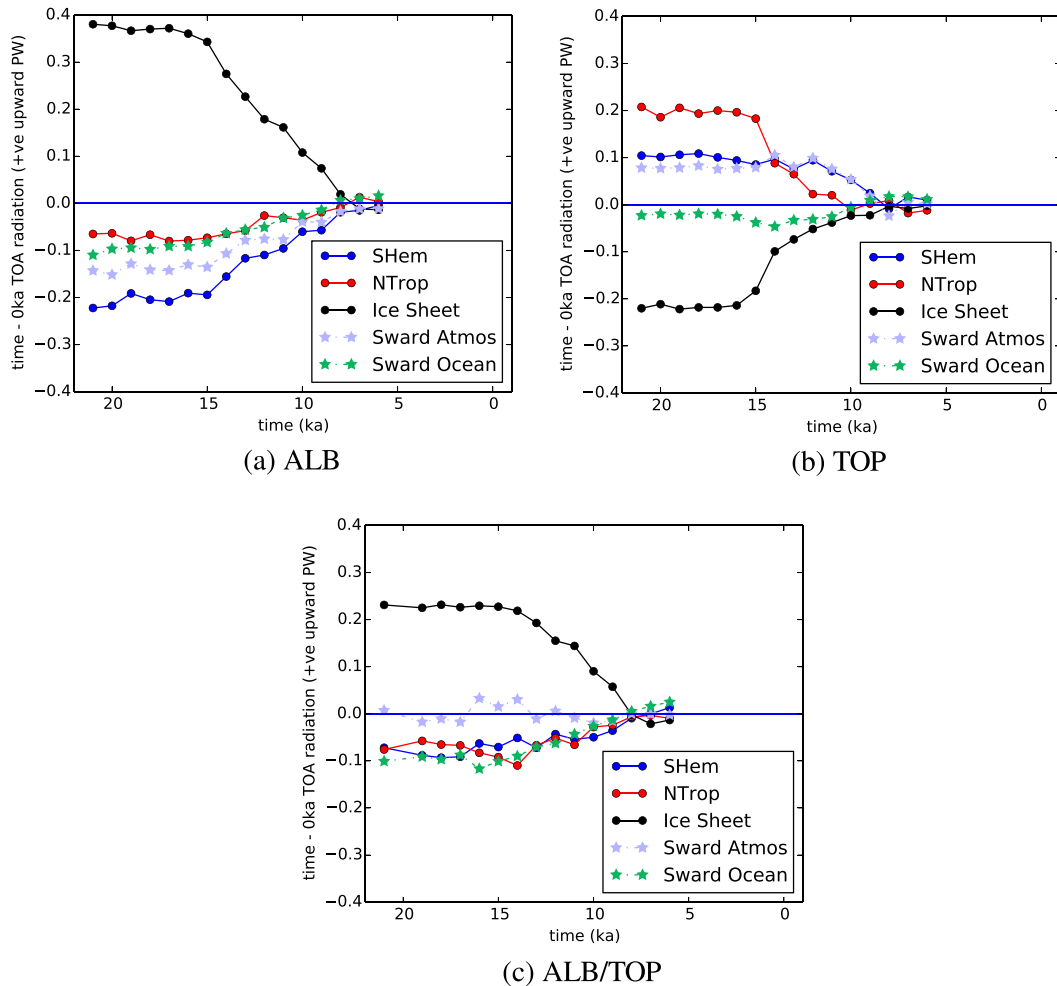 time - 0ka TOA radiation (+ve upward PW)
0.4
0.3
0.2
0.1
0.0
−0.1
−0.2
−0.3
−0.4
SHem
NTrop
Ice Sheet
Sward Atmos
Sward Ocean
20 15 10 5 0
time (ka)
(a) ALB
time - 0ka TOA radiation (+ve upward PW)
0.4
0.3
0.2
0.1
0.0
−0.1
−0.2
−0.3
−0.4
SHem
NTrop
Ice Sheet
Sward Atmos
Sward Ocean
20 15 10 5 0
time (ka)
(b) TOP
time - 0ka TOA radiation (+ve upward PW)
0.4
0.3
0.2
0.1
0.0
−0.1
−0.2
−0.3
−0.4
SHem
NTrop
Ice Sheet
Sward Atmos
Sward Ocean
20 15 10 5 0
time (ka)
(c) ALB/TOP